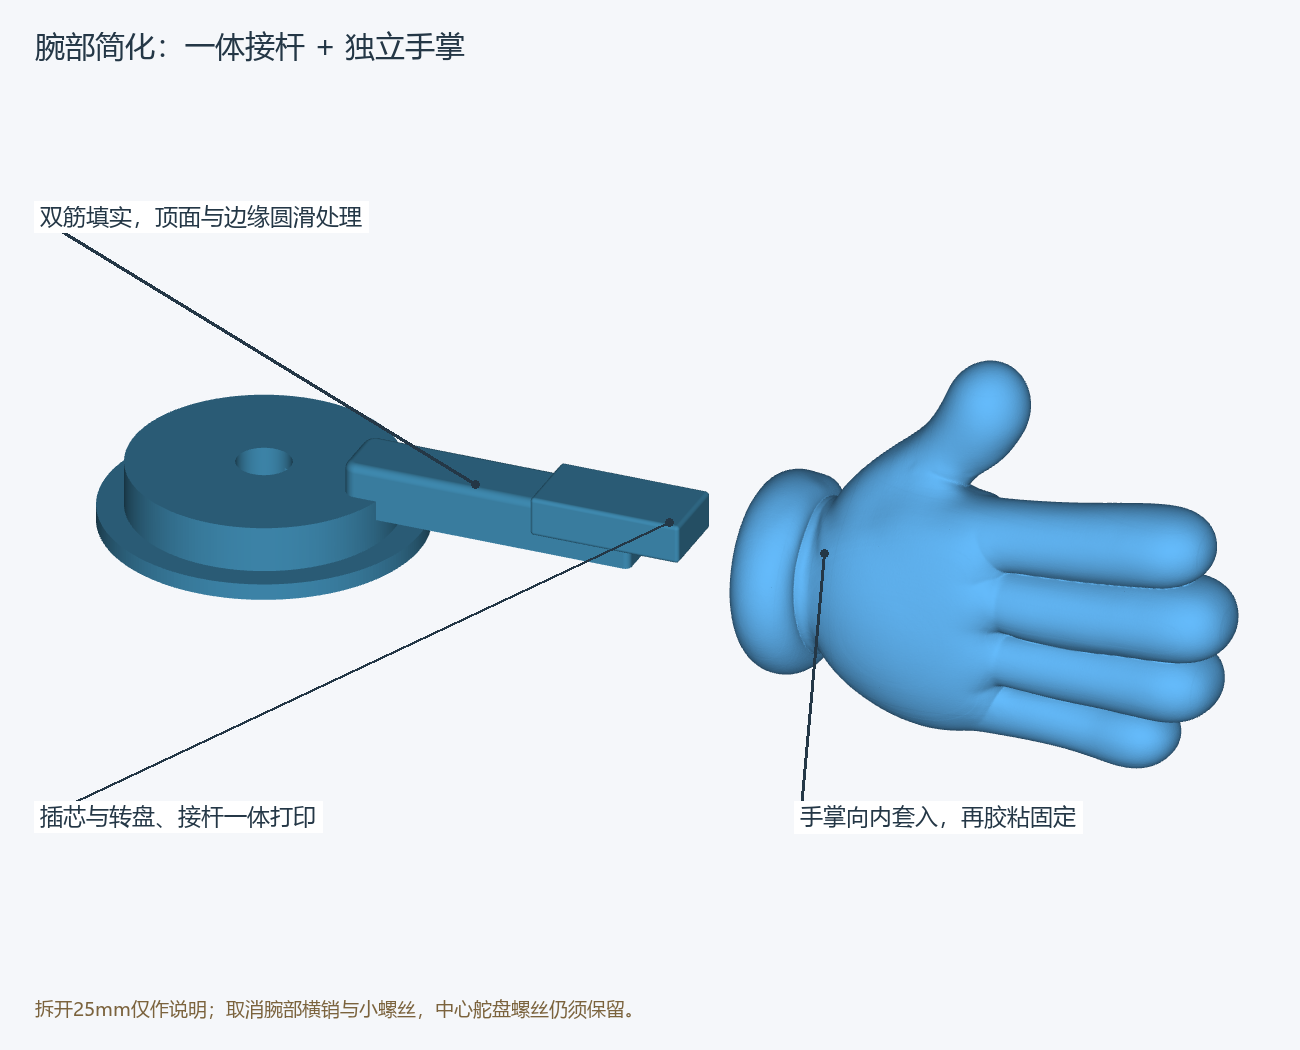 腕部简化：一体接杆 + 独立手掌
双筋填实，顶面与边缘圆滑处理
插芯与转盘、接杆一体打印
手掌向内套入，再胶粘固定
拆开25mm仅作说明；取消腕部横销与小螺丝，中心舵盘螺丝仍须保留。